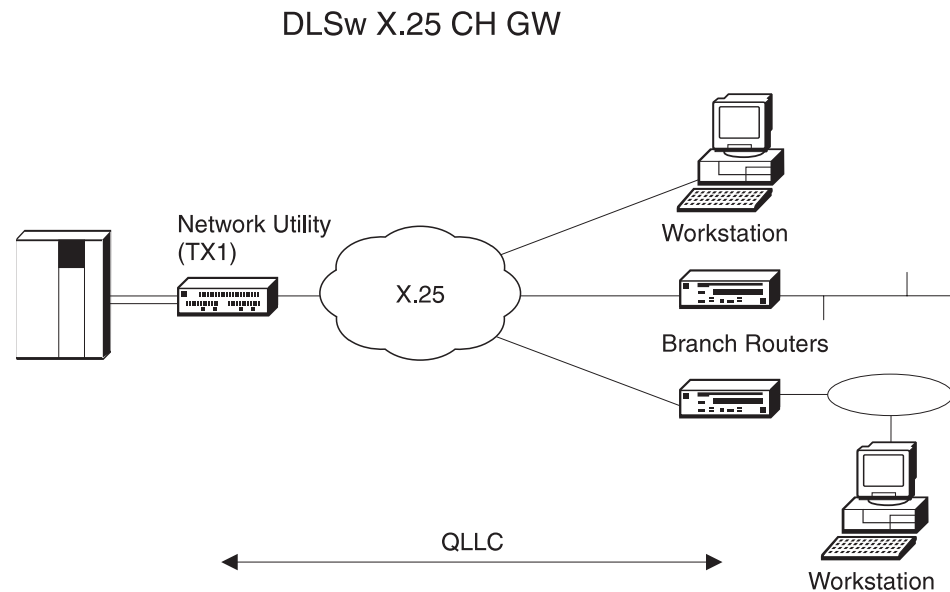 DLSw X.25 CH GW
Network Utility
(TX1)
X.25
Workstation
Branch Routers
QLLC
Workstation